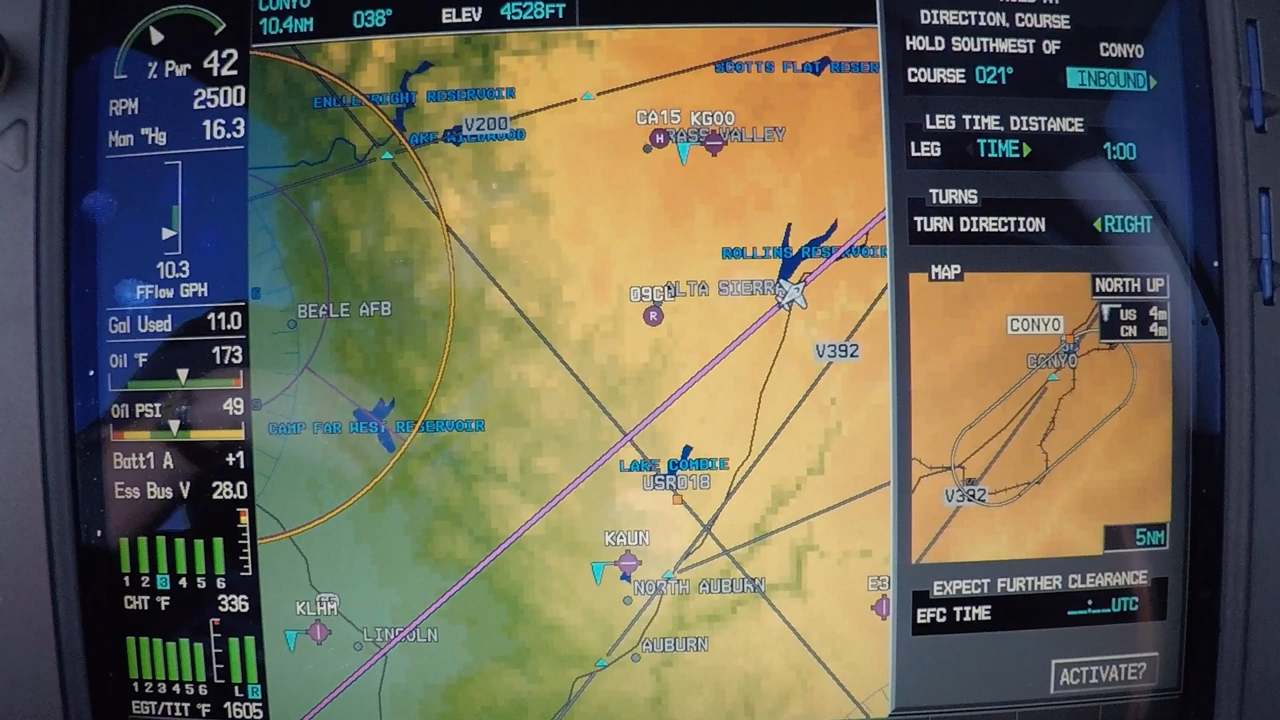 CONYO
10.4NM 038° ELEV 4528FT
% Pwr 42
RPM 2500
Man "Hg 16.3
10.3
FFlow GPH
Gal Used 11.0
Oil °F 173
Oil PSI 49
Batt1 A +1
Ess Bus V 28.0
1 2 3 4 5 6
CHT °F 336
1 2 3 4 5 6 L R
EGT/TIT °F 1605
SCOTTS FLAT RESER
ENGLEBRIGHT RESERVOIR
V200
CA15 KGOO
H
ROLLINS RESERVOIR
09CL
ALTA SIERRA
R
BEALE AFB
V392
CAMP FAR WEST RESERVOIR
LAKE COMBIE
USR018
KAUN
NORTH AUBURN
E3
KLHM
LINCOLN
AUBURN
DIRECTION, COURSE
HOLD SOUTHWEST OF CONYO
COURSE 021° INBOUND
LEG TIME, DISTANCE
LEG TIME 1:00
TURNS
TURN DIRECTION RIGHT
MAP
NORTH UP
US 4m
CN 4m
CONYO
CONYO
V392
5NM
EXPECT FURTHER CLEARANCE
EFC TIME __:__UTC
ACTIVATE?